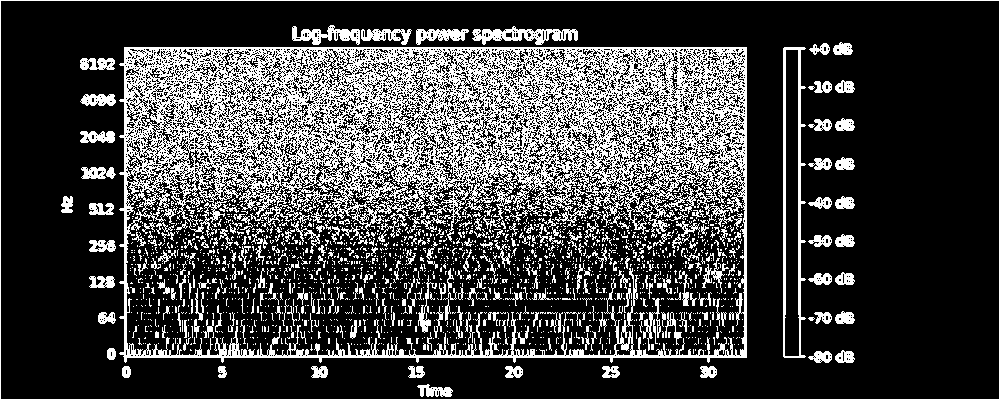 Log-frequency power spectrogram
8192
4096
2048
1024
512
256
128
64
0
Hz
0 5 10 15 20 25 30
Time
+0 dB
-10 dB
-20 dB
-30 dB
-40 dB
-50 dB
-60 dB
-70 dB
-80 dB